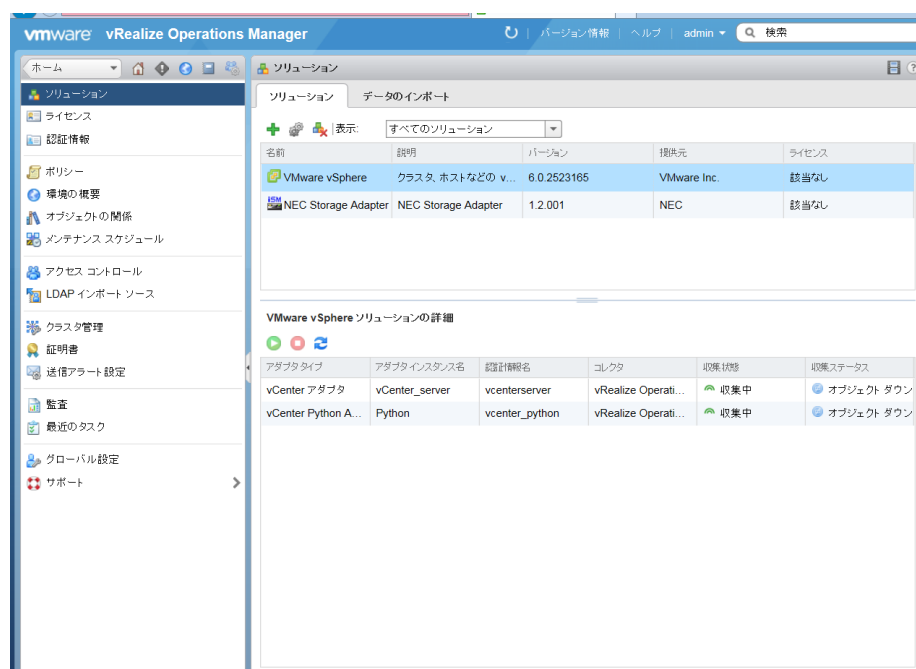 vmware vRealize Operations Manager
バージョン情報 ヘルプ admin 検索
ホーム
ソリューション
ライセンス
認証情報
ポリシー
環境の概要
オブジェクトの関係
メンテナンス スケジュール
アクセス コントロール
LDAP インポート ソース
クラスタ管理
証明書
送信アラート設定
監査
最近のタスク
グローバル設定
サポート
ソリューション
ソリューション データのインポート
表示: すべてのソリューション
名前 説明 バージョン 提供元 ライセンス
VMware vSphere クラスタ, ホストなどの v... 6.0.2523165 VMware Inc. 該当なし
iSM NEC Storage Adapter NEC Storage Adapter 1.2.001 NEC 該当なし
VMware vSphere ソリューションの詳細
アダプタ タイプ アダプタ インスタンス名 認証情報名 コレクタ 収集状態 収集ステータス
vCenter アダプタ vCenter_server vcenterserver vRealize Operati... 収集中 オブジェクト ダウン
vCenter Python A... Python vcenter_python vRealize Operati... 収集中 オブジェクト ダウン